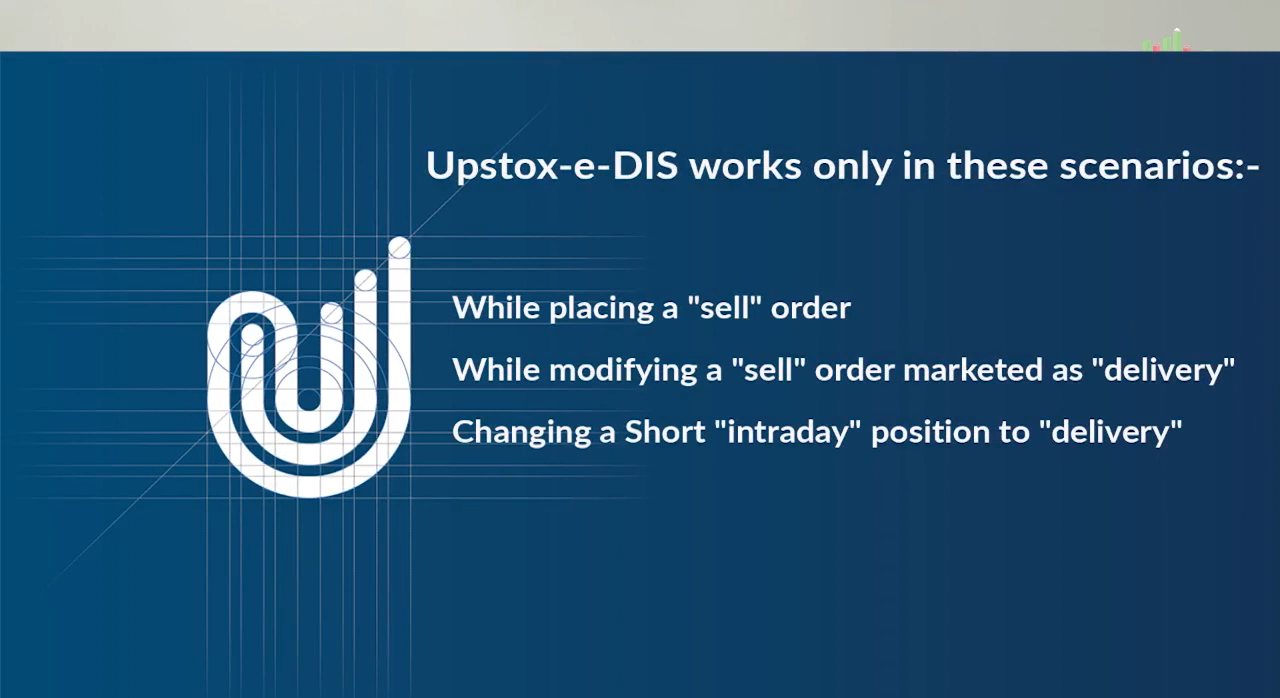 Upstox-e-DIS works only in these scenarios:-
While placing a "sell" order
While modifying a "sell" order marketed as "delivery"
Changing a Short "intraday" position to "delivery"